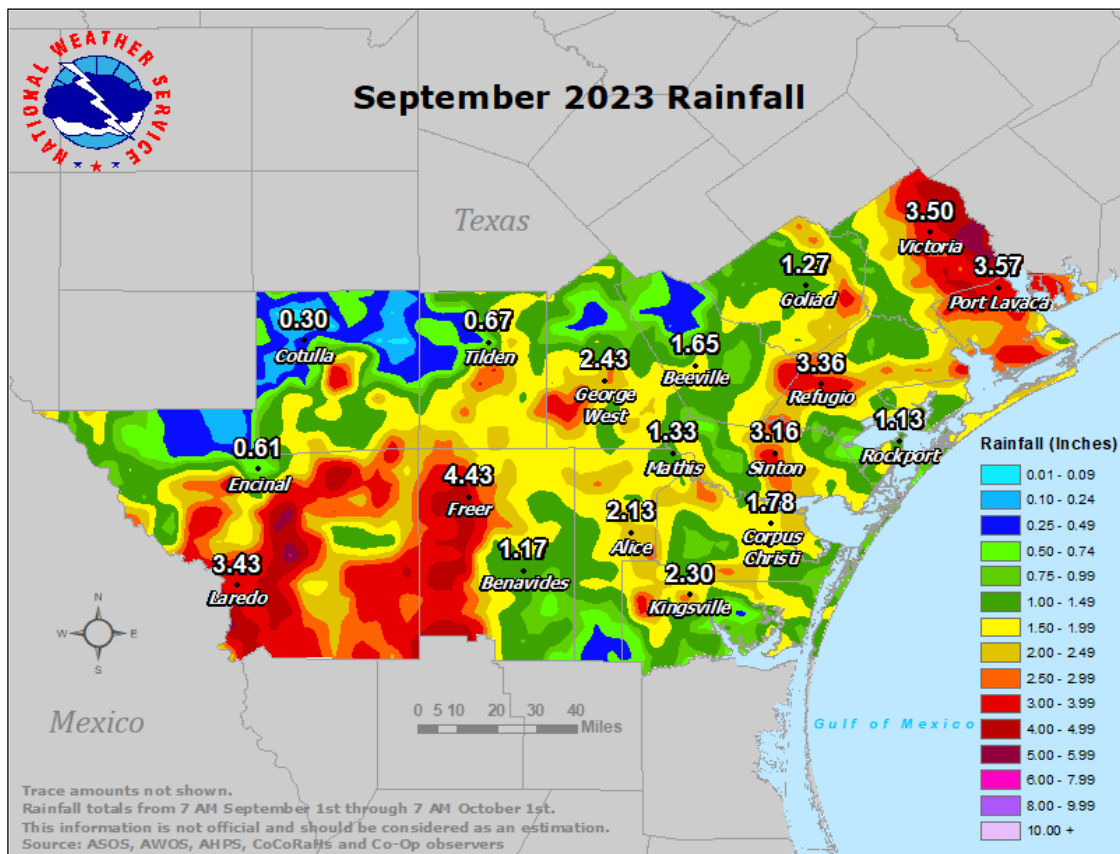 NATIONAL WEATHER SERVICE
September 2023 Rainfall
Texas
3.50
Victoria
1.27
Goliad
3.57
Port Lavaca
0.30
Cotulla
0.67
Tilden
2.43
George
West
1.65
Beeville
3.36
Refugio
1.13
Rockport
0.61
Encinal
1.33
Mathis
3.16
Sinton
4.43
Freer
2.13
Alice
1.78
Corpus
Christi
3.43
Laredo
1.17
Benavides
2.30
Kingsville
N
W E
S
Mexico
0 5 10 20 30 40
Miles
Gulf of Mexico
Rainfall (Inches)
0.01 - 0.09
0.10 - 0.24
0.25 - 0.49
0.50 - 0.74
0.75 - 0.99
1.00 - 1.49
1.50 - 1.99
2.00 - 2.49
2.50 - 2.99
3.00 - 3.99
4.00 - 4.99
5.00 - 5.99
6.00 - 7.99
8.00 - 9.99
10.00 +
Trace amounts not shown.
Rainfall totals from 7 AM September 1st through 7 AM October 1st.
This information is not official and should be considered as an estimation.
Source: ASOS, AWOS, AHPS, CoCoRaHs and Co-Op observers